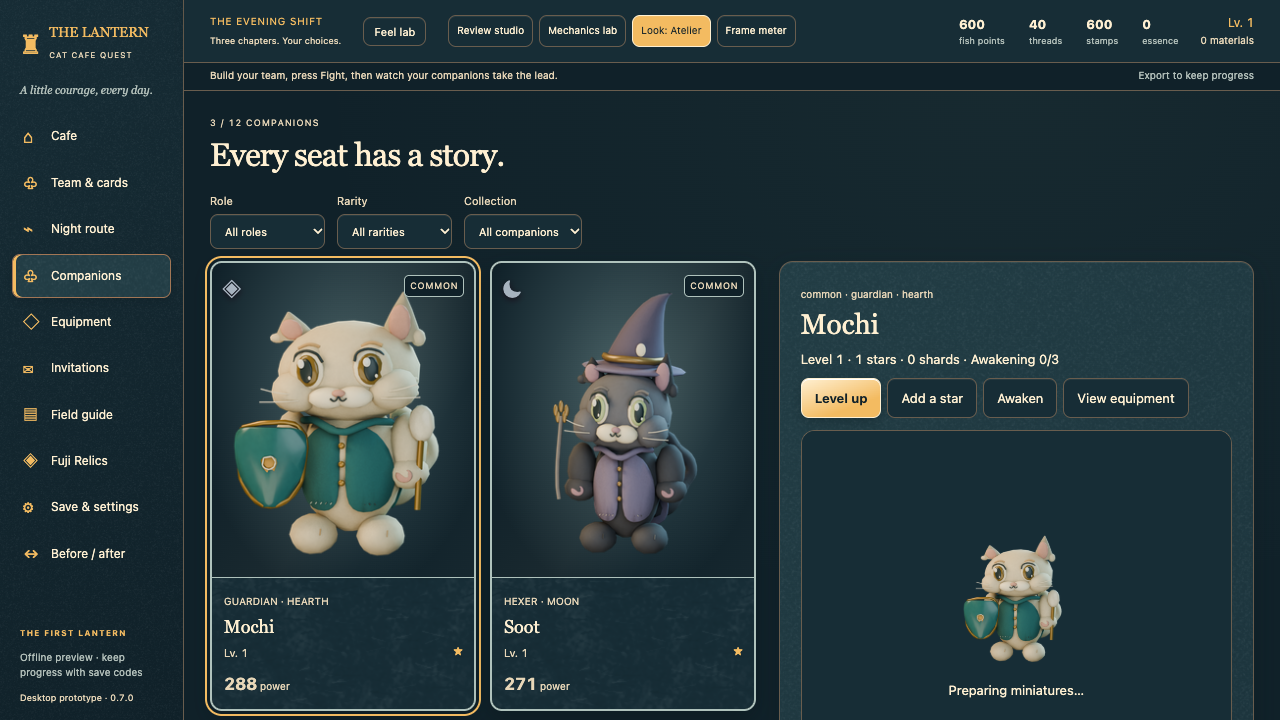 THE LANTERN
CAT CAFE QUEST
A little courage, every day.
Cafe
Team & cards
Night route
Companions
Equipment
Invitations
Field guide
Fuji Relics
Save & settings
Before / after
THE FIRST LANTERN
Offline preview · keep
progress with save codes
Desktop prototype · 0.7.0
THE EVENING SHIFT
Three chapters. Your choices.
Feel lab
Review studio
Mechanics lab
Look: Atelier
Frame meter
600
fish points
40
threads
600
stamps
0
essence
Lv. 1
0 materials
Build your team, press Fight, then watch your companions take the lead.
Export to keep progress
3 / 12 COMPANIONS
Every seat has a story.
Role
All roles
Rarity
All rarities
Collection
All companions
COMMON
GUARDIAN · HEARTH
Mochi
Lv. 1
288 power
COMMON
HEXER · MOON
Soot
Lv. 1
271 power
common · guardian · hearth
Mochi
Level 1 · 1 stars · 0 shards · Awakening 0/3
Level up
Add a star
Awaken
View equipment
Preparing miniatures...